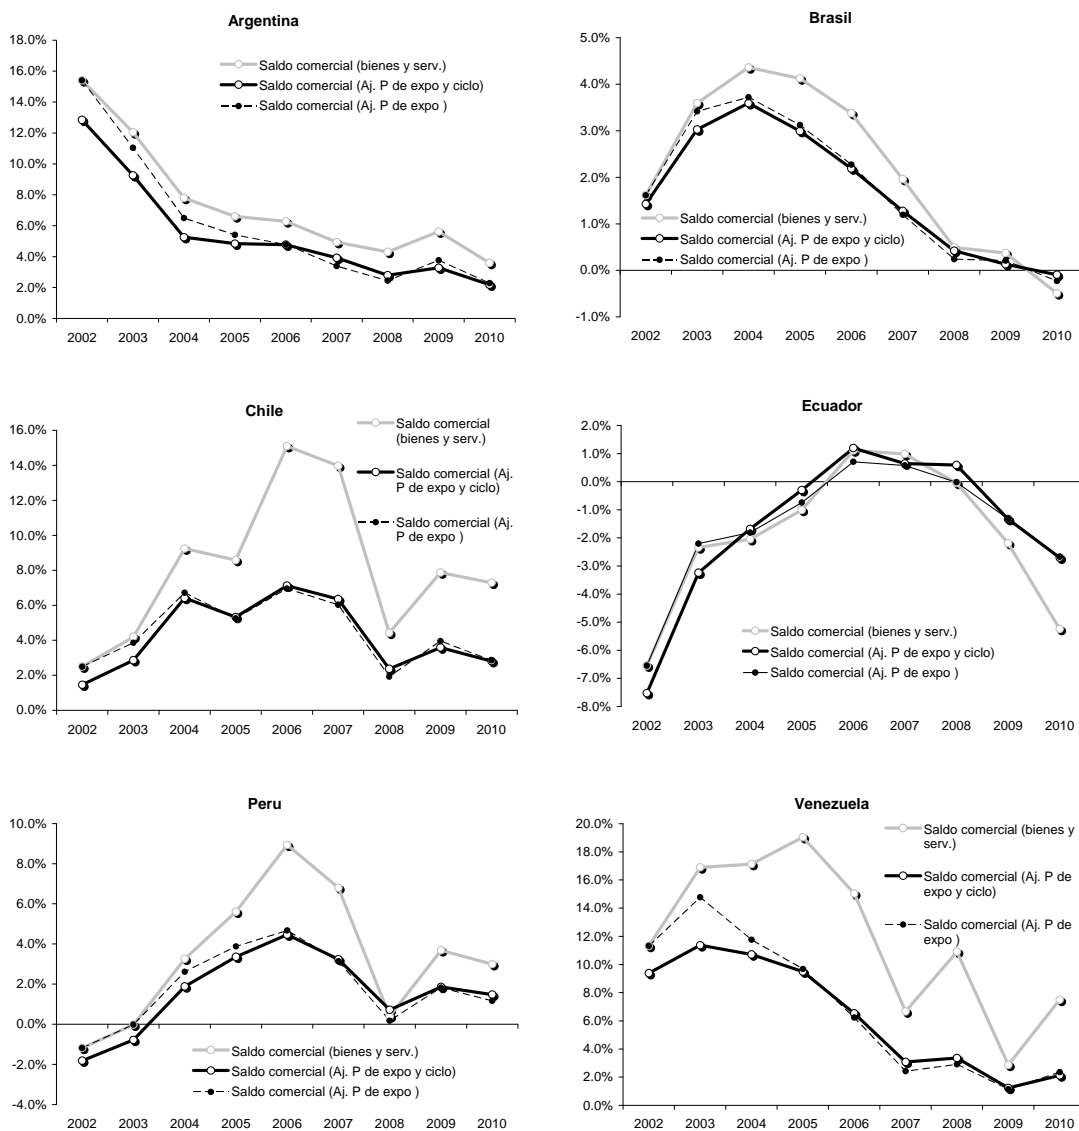 Argentina
18.0%
16.0%
14.0%
12.0%
10.0%
8.0%
6.0%
4.0%
2.0%
0.0%
Saldo comercial (bienes y serv.)
Saldo comercial (Aj. P de expo y ciclo)
Saldo comercial (Aj. P de expo )
2002 2003 2004 2005 2006 2007 2008 2009 2010
Brasil
5.0%
4.0%
3.0%
2.0%
1.0%
0.0%
-1.0%
Saldo comercial (bienes y serv.)
Saldo comercial (Aj. P de expo y ciclo)
Saldo comercial (Aj. P de expo )
2002 2003 2004 2005 2006 2007 2008 2009 2010
Chile
16.0%
14.0%
12.0%
10.0%
8.0%
6.0%
4.0%
2.0%
0.0%
Saldo comercial
(bienes y serv.)
Saldo comercial (Aj.
P de expo y ciclo)
Saldo comercial (Aj.
P de expo )
2002 2003 2004 2005 2006 2007 2008 2009 2010
Ecuador
2.0%
1.0%
0.0%
-1.0%
-2.0%
-3.0%
-4.0%
-5.0%
-6.0%
-7.0%
-8.0%
Saldo comercial (bienes y serv.)
Saldo comercial (Aj. P de expo y ciclo)
Saldo comercial (Aj. P de expo )
2002 2003 2004 2005 2006 2007 2008 2009 2010
Peru
10.0%
8.0%
6.0%
4.0%
2.0%
0.0%
-2.0%
-4.0%
Saldo comercial (bienes y serv.)
Saldo comercial (Aj. P de expo y ciclo)
Saldo comercial (Aj. P de expo )
2002 2003 2004 2005 2006 2007 2008 2009 2010
Venezuela
20.0%
18.0%
16.0%
14.0%
12.0%
10.0%
8.0%
6.0%
4.0%
2.0%
0.0%
Saldo comercial (bienes y
serv.)
Saldo comercial (Aj. P de
expo y ciclo)
Saldo comercial (Aj. P de
expo )
2002 2003 2004 2005 2006 2007 2008 2009 2010